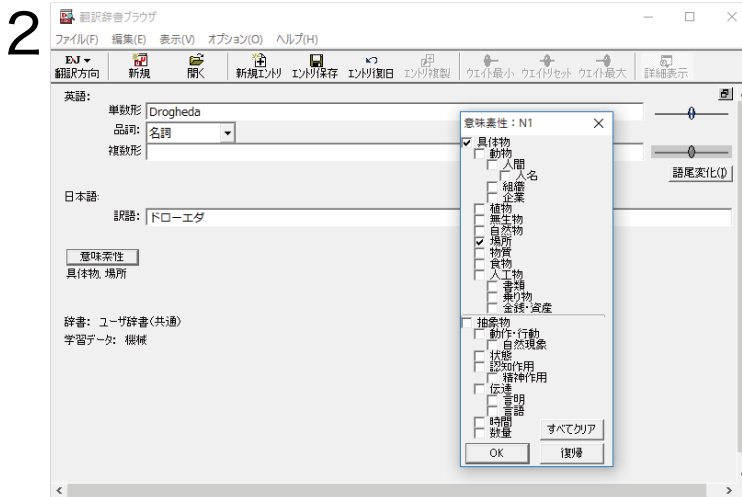 2
翻訳辞書ブラウザ
ファイル(F) 編集(E) 表示(V) オプション(O) ヘルプ(H)
EXJ
翻訳方向 新規 開く 新規エントリ エントリ保存 エントリ復旧 エントリ複製 ウエイト最小 ウエイトリセット ウエイト最大 詳細表示
英語:
単数形 Drogheda
品詞: 名詞
複数形
語尾変化(I)
日本語:
訳語: ドローエダ
意味素性
具体物, 場所
辞書: ユーザ辞書(共通)
学習データ: 機械
意味素性:N1
具体物
動物
人間
人名
組織
企業
植物
無生物
自然物
場所
物質
食物
人工物
書類
乗り物
金銭・資産
抽象物
動作・行動
自然現象
状態
認知作用
精神作用
伝達
言明
言語
時間
数量
すべてクリア
OK 復帰